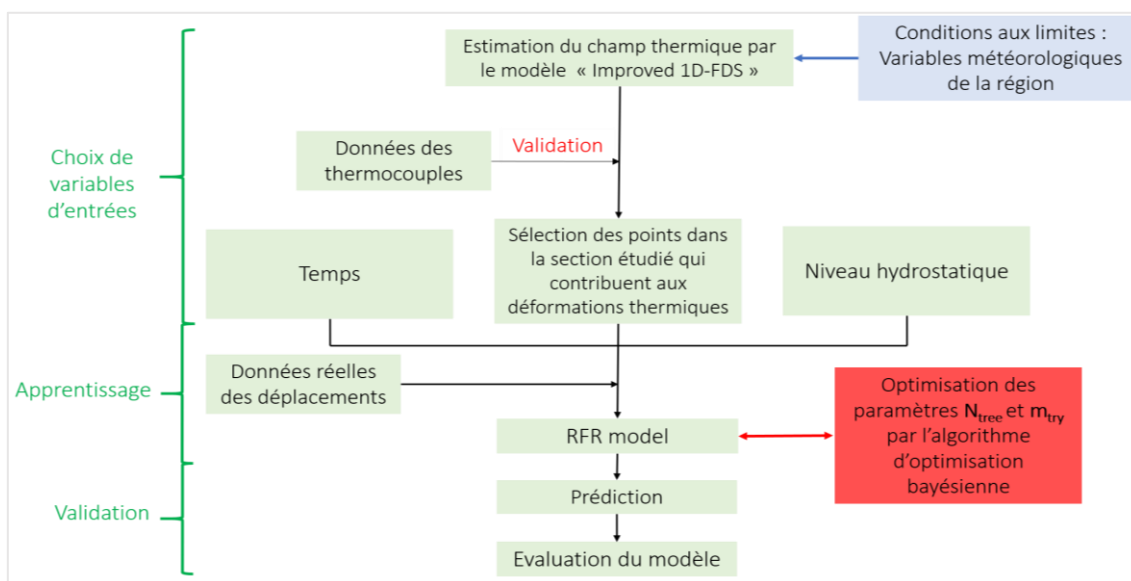 Estimation du champ thermique par
le modèle « Improved 1D-FDS »
Conditions aux limites :
Variables météorologiques
de la région
Choix de
variables
d'entrées
Données des
thermocouples
Validation
Temps
Sélection des points dans
la section étudié qui
contribuent aux
déformations thermiques
Niveau hydrostatique
Apprentissage
Données réelles
des déplacements
RFR model
Optimisation des
paramètres Ntree et mtry
par l'algorithme
d'optimisation
bayésienne
Validation
Prédiction
Evaluation du modèle